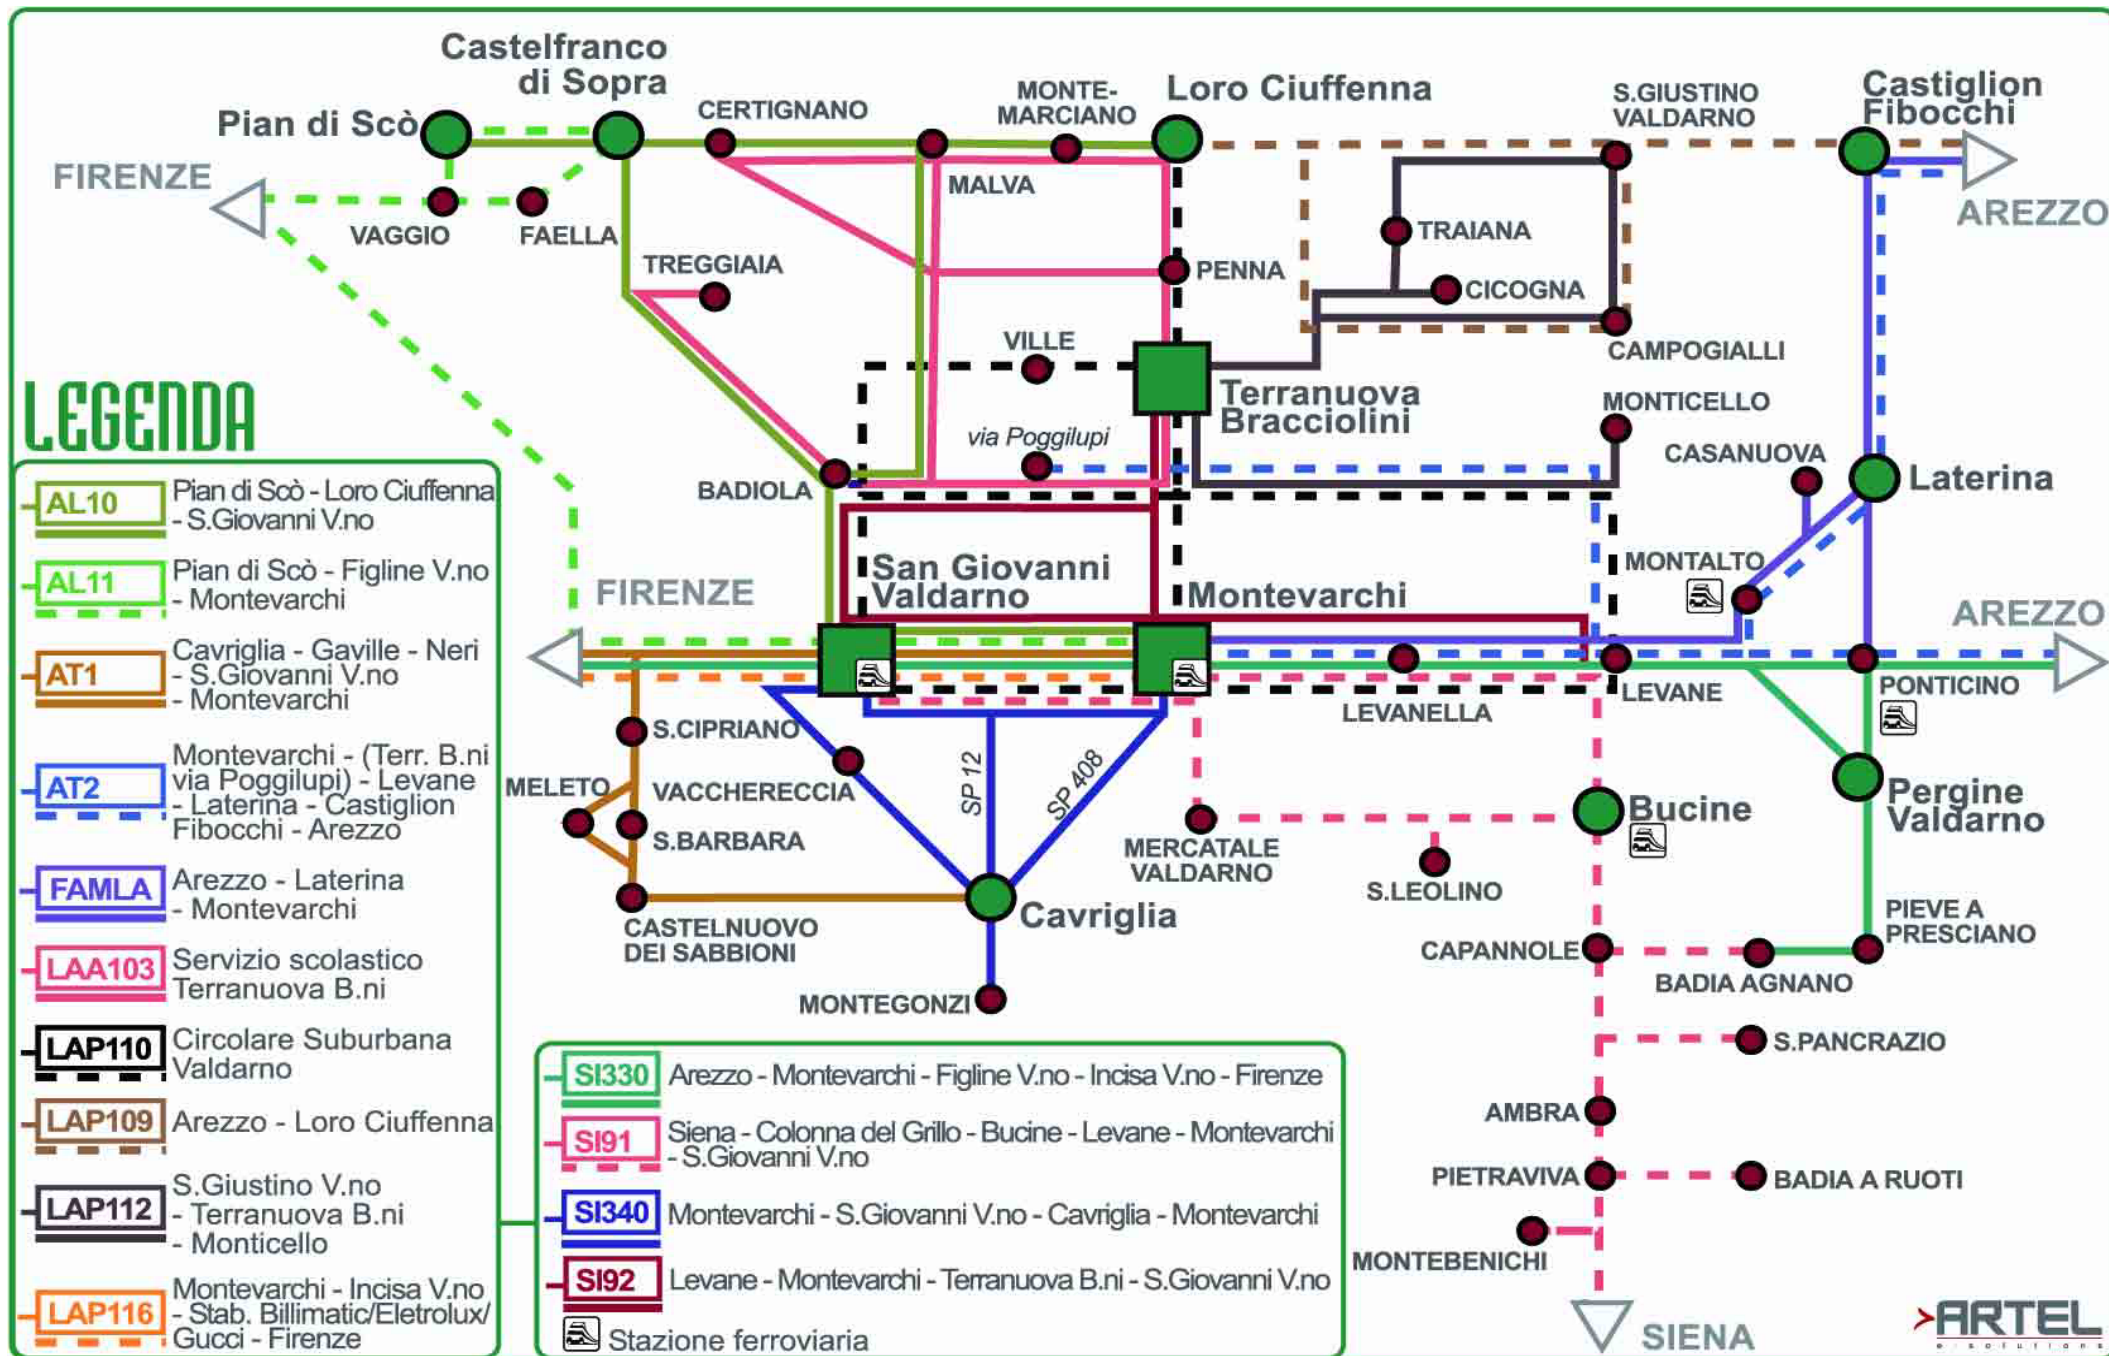 Castelfranco
di Sopra
Pian di Scò
CERTIGNANO
MONTE-
MARCIANO
Loro Ciuffenna
S.GIUSTINO
VALDARNO
Castiglion
Fibocchi
FIRENZE
VAGGIO
FAELLA
MALVA
TRAIANA
AREZZO
TREGGIAIA
PENNA
CICOGNA
VILLE
CAMPOGIALLI
Terranuova
Bracciolini
MONTICELLO
via Poggilupi
CASANUOVA
BADIOLA
Laterina
San Giovanni
Valdarno
MONTALTO
FIRENZE
Montevarchi
AREZZO
LEVANELLA
LEVANE
PONTICINO
S.CIPRIANO
MELETO
VACCHERECCIA
SP 12
SP 408
S.BARBARA
MERCATALE
VALDARNO
S.LEOLINO
Bucine
Pergine
Valdarno
CASTELNUOVO
DEI SABBIONI
Cavriglia
CAPANNOLE
PIEVE A
PRESCIANO
BADIA AGNANO
MONTEGONZI
S.PANCRAZIO
AMBRA
PIETRAVIVA
BADIA A RUOTI
MONTEBENICHI
SIENA
LEGENDA
AL10
Pian di Scò - Loro Ciuffenna
- S.Giovanni V.no
AL11
Pian di Scò - Figline V.no
- Montevarchi
AT1
Cavriglia - Gaville - Neri
- S.Giovanni V.no
- Montevarchi
AT2
Montevarchi - (Terr. B.ni
via Poggilupi) - Levane
- Laterina - Castiglion
Fibocchi - Arezzo
FAMLA
Arezzo - Laterina
- Montevarchi
LAA103
Servizio scolastico
Terranuova B.ni
LAP110
Circolare Suburbana
Valdarno
LAP109
Arezzo - Loro Ciuffenna
LAP112
S.Giustino V.no
- Terranuova B.ni
- Monticello
LAP116
Montevarchi - Incisa V.no
- Stab. Billimatic/Eletrolux/
Gucci - Firenze
SI330
Arezzo - Montevarchi - Figline V.no - Incisa V.no - Firenze
SI91
Siena - Colonna del Grillo - Bucine - Levane - Montevarchi
- S.Giovanni V.no
SI340
Montevarchi - S.Giovanni V.no - Cavriglia - Montevarchi
SI92
Levane - Montevarchi - Terranuova B.ni - S.Giovanni V.no
Stazione ferroviaria
ARTEL
e-solutions